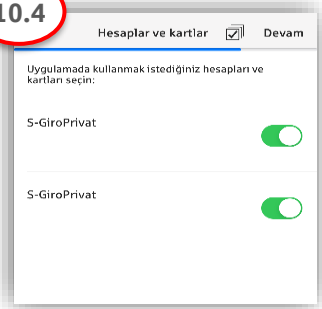 10.4
Hesaplar ve kartlar
Devam
Uygulamada kullanmak istediğiniz hesapları ve
kartları seçin:
S-GiroPrivat
S-GiroPrivat